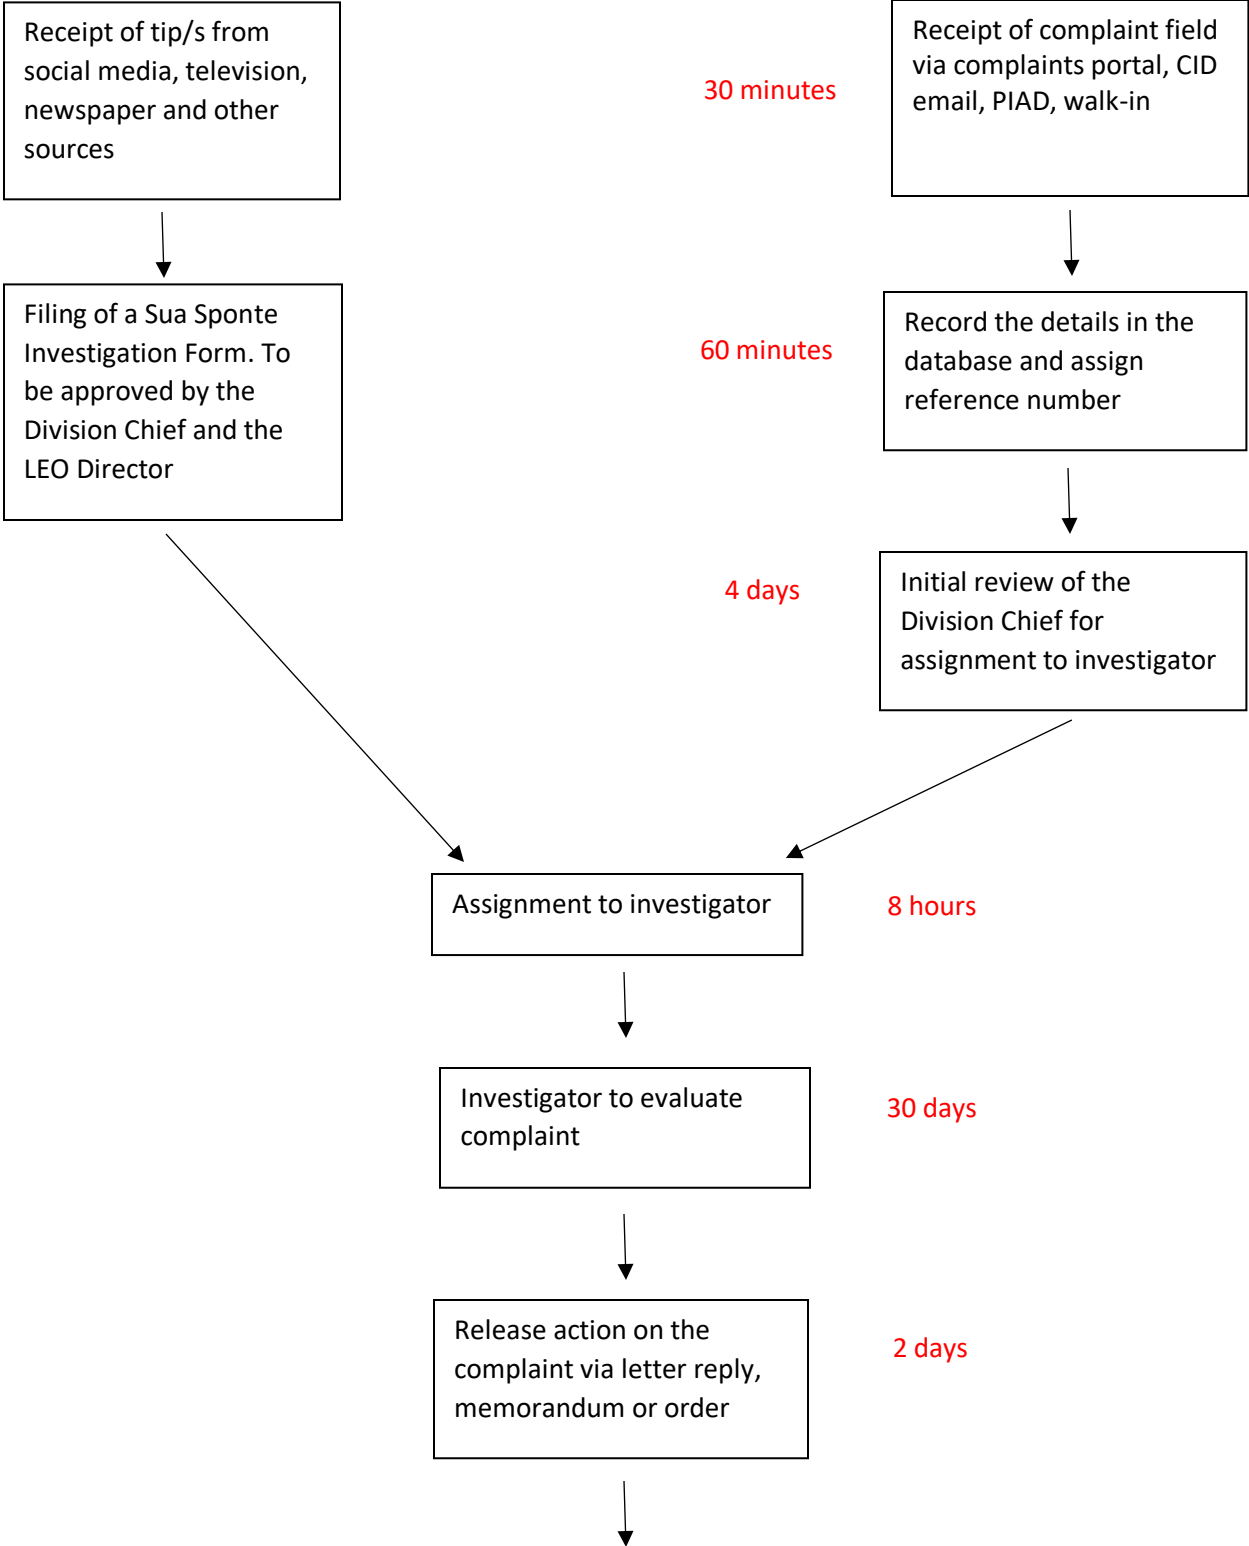 Receipt of tip/s from
social media, television,
newspaper and other
sources
30 minutes
Receipt of complaint field
via complaints portal, CID
email, PIAD, walk-in
Filing of a Sua Sponte
Investigation Form. To
be approved by the
Division Chief and the
LEO Director
60 minutes
Record the details in the
database and assign
reference number
4 days
Initial review of the
Division Chief for
assignment to investigator
Assignment to investigator
8 hours
Investigator to evaluate
complaint
30 days
Release action on the
complaint via letter reply,
memorandum or order
2 days